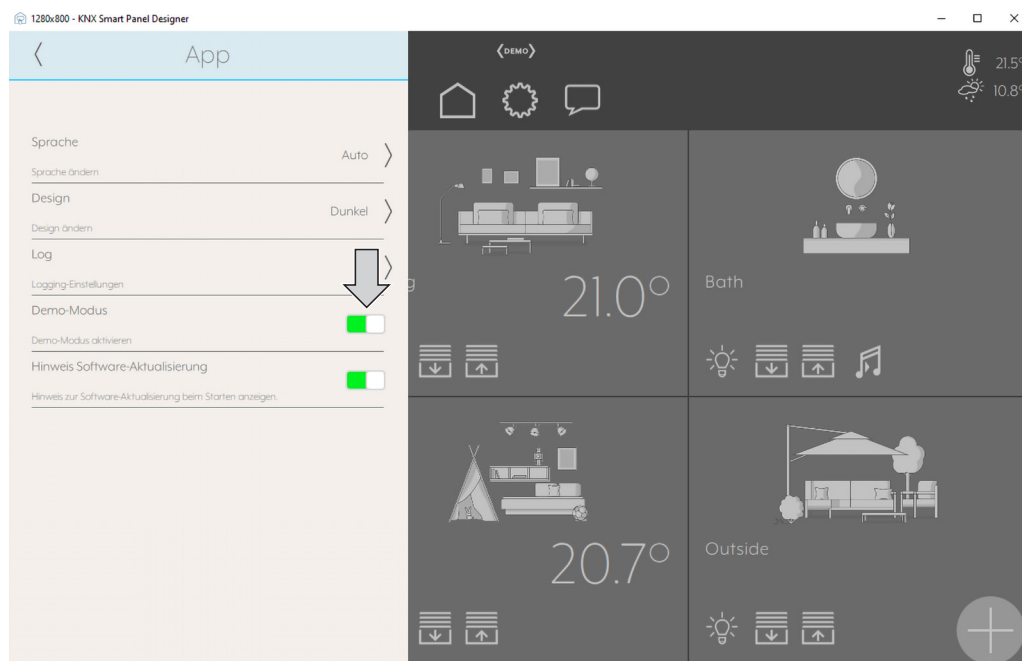 1280x800 - KNX Smart Panel Designer
App
Sprache
Auto
Sprache ändern
Design
Dunkel
Design ändern
Log
Logging-Einstellungen
Demo-Modus
Demo-Modus aktivieren
Hinweis Software-Aktualisierung
Hinweis zur Software-Aktualisierung beim Starten anzeigen.
DEMO
21.5°
10.8°
g
21.0°
Bath
20.7°
Outside